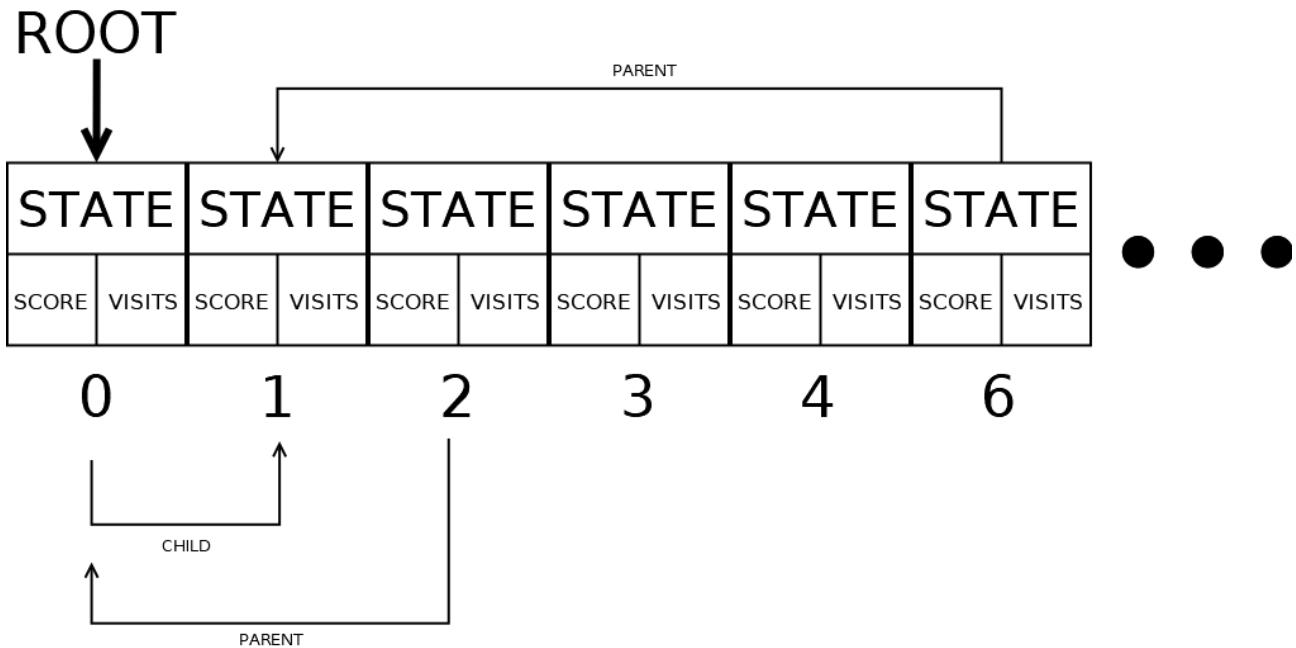 ROOT
PARENT
STATE STATE STATE STATE STATE STATE
SCORE VISITS SCORE VISITS SCORE VISITS SCORE VISITS SCORE VISITS SCORE VISITS
0 1 2 3 4 6
CHILD
PARENT